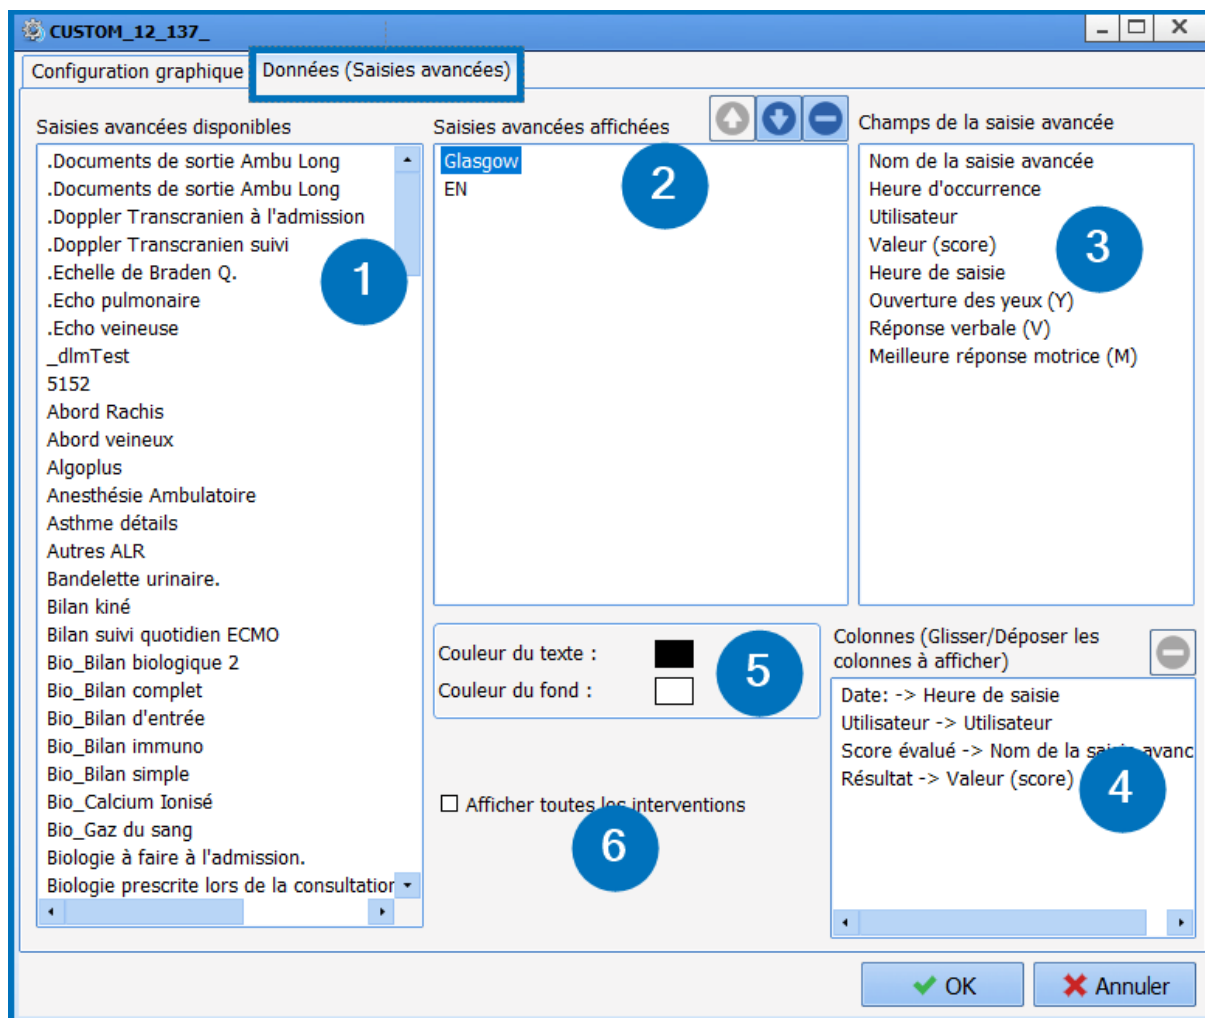 CUSTOM_12_137_
Configuration graphique
Données (Saisies avancées)
Saisies avancées disponibles
.Documents de sortie Ambu Long
.Documents de sortie Ambu Long
.Doppler Transcranien à l'admission
.Doppler Transcranien suivi
.Echelle de Braden Q.
.Echo pulmonaire
.Echo veineuse
_dlmTest
5152
Abord Rachis
Abord veineux
Algoplus
Anesthésie Ambulatoire
Asthme détails
Autres ALR
Bandelette urinaire.
Bilan kiné
Bilan suivi quotidien ECMO
Bio_Bilan biologique 2
Bio_Bilan complet
Bio_Bilan d'entrée
Bio_Bilan immuno
Bio_Bilan simple
Bio_Calcium Ionisé
Bio_Gaz du sang
Biologie à faire à l'admission.
Biologie prescrite lors de la consultation
1
Saisies avancées affichées
Glasgow
EN
2
Champs de la saisie avancée
Nom de la saisie avancée
Heure d'occurrence
Utilisateur
Valeur (score)
Heure de saisie
Ouverture des yeux (Y)
Réponse verbale (V)
Meilleure réponse motrice (M)
3
Couleur du texte :
Couleur du fond :
5
Afficher toutes les interventions
6
Colonnes (Glisser/Déposer les
colonnes à afficher)
Date: -> Heure de saisie
Utilisateur -> Utilisateur
Score évalué -> Nom de la saisie avanc
Résultat -> Valeur (score)
4
OK
Annuler